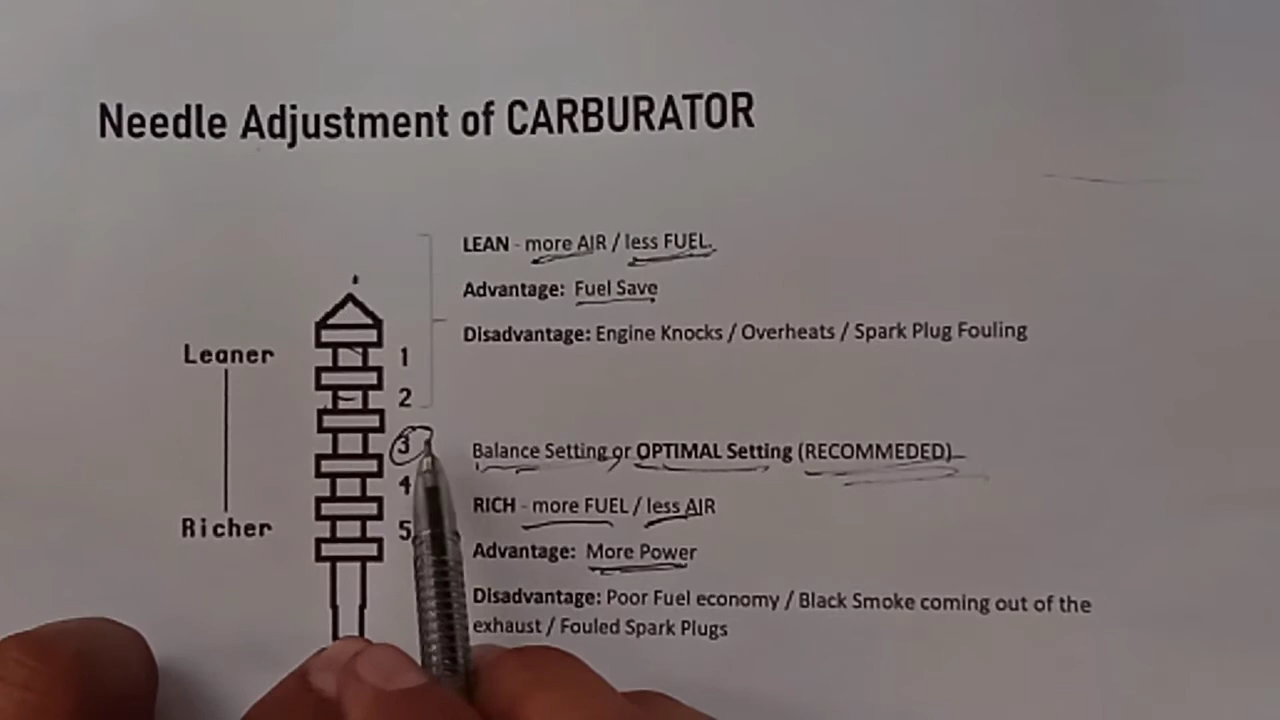 Needle Adjustment of CARBURATOR
LEAN - more AIR / less FUEL.
Advantage: Fuel Save
Disadvantage: Engine Knocks / Overheats / Spark Plug Fouling
Leaner
1
2
3
Balance Setting or OPTIMAL Setting (RECOMMEDED)
4
RICH - more FUEL / less AIR
Richer
5
Advantage: More Power
Disadvantage: Poor Fuel economy / Black Smoke coming out of the
exhaust / Fouled Spark Plugs